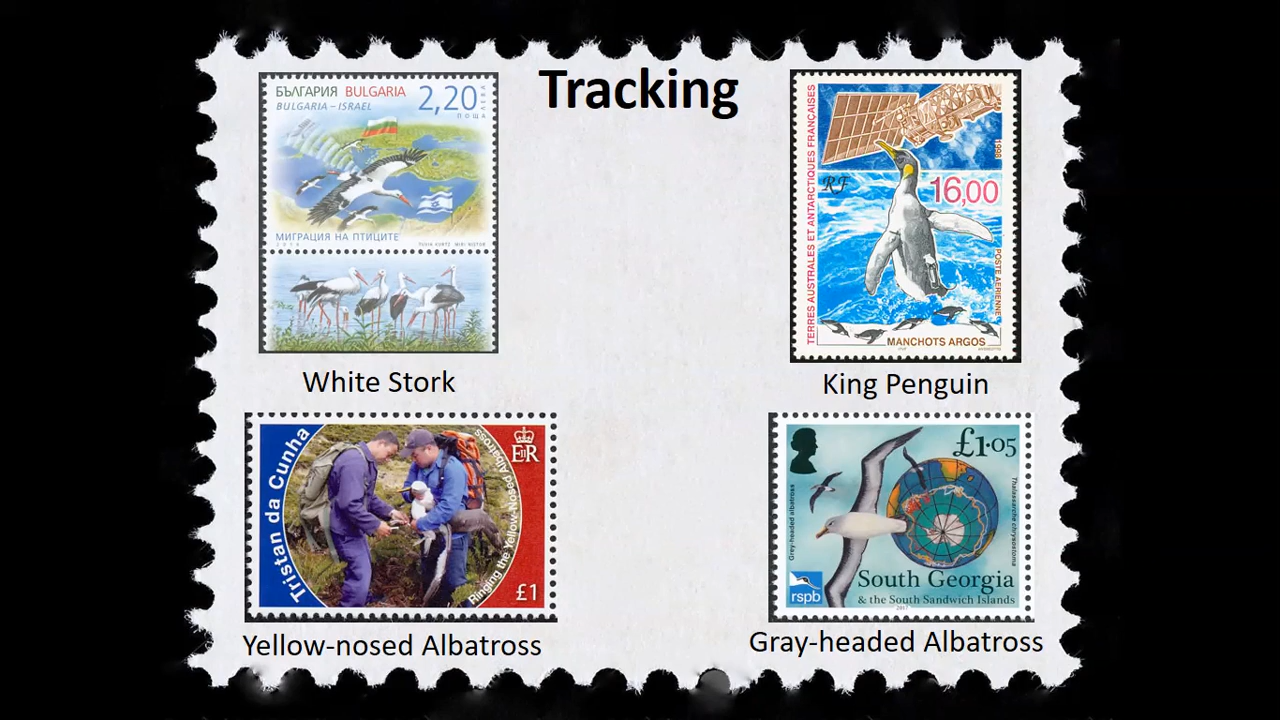 Tracking
БЪЛГАРИЯ BULGARIA
BULGARIA – ISRAEL
2,20
ЛЕВА
ПОЩА
МИГРАЦИЯ НА ПТИЦИТЕ
White Stork
TERRES AUSTRALES ET ANTARCTIQUES FRANÇAISES
1998
RF
16,00
POSTE AERIENNE
MANCHOTS ARGOS
King Penguin
Tristan da Cunha
EIIR
Ringing the Yellow-Nosed Albatross
£1
Yellow-nosed Albatross
£1·05
Grey-headed albatross
Thalassarche chrysostoma
rspb
South Georgia
& the South Sandwich Islands
2017
Gray-headed Albatross